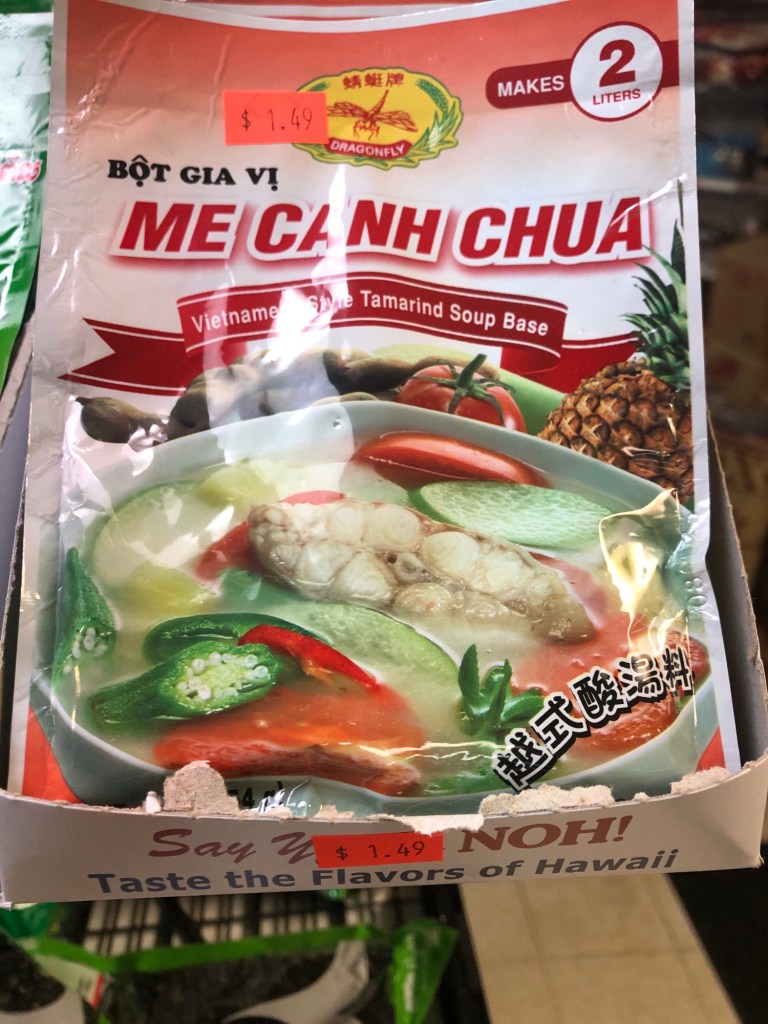 蜻蜓牌
DRAGONFLY
$ 1.49
MAKES 2 LITERS
BỘT GIA VỊ
ME CANH CHUA
Style Tamarind Soup Base
越式酸湯料
Say
NOH!
$ 1.49
Taste the Flavors of Hawaii